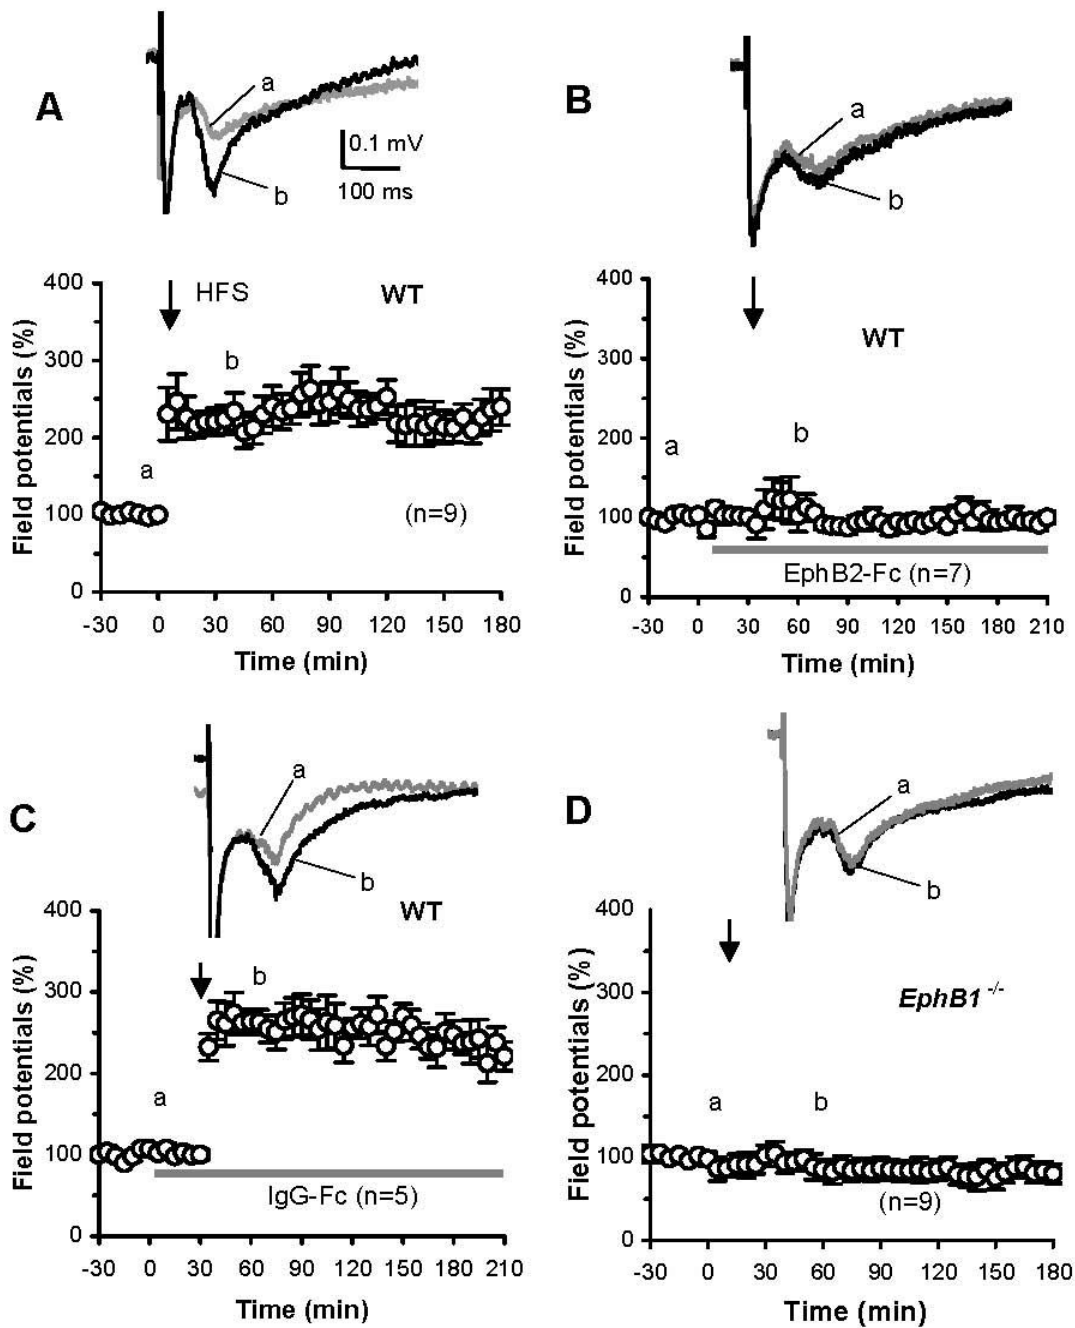 A
a
0.1 mV
100 ms
b
400
300
200
100
0
Field potentials (%)
HFS
WT
b
a
(n=9)
-30 0 30 60 90 120 150 180
Time (min)
B
a
b
400
300
200
100
0
Field potentials (%)
WT
a
b
EphB2-Fc (n=7)
-30 0 30 60 90 120 150 180 210
Time (min)
C
a
b
WT
400
300
200
100
0
Field potentials (%)
b
a
IgG-Fc (n=5)
-30 0 30 60 90 120 150 180 210
Time (min)
D
a
b
400
300
200
100
0
Field potentials (%)
EphB1 -/-
a
b
(n=9)
-30 0 30 60 90 120 150 180
Time (min)